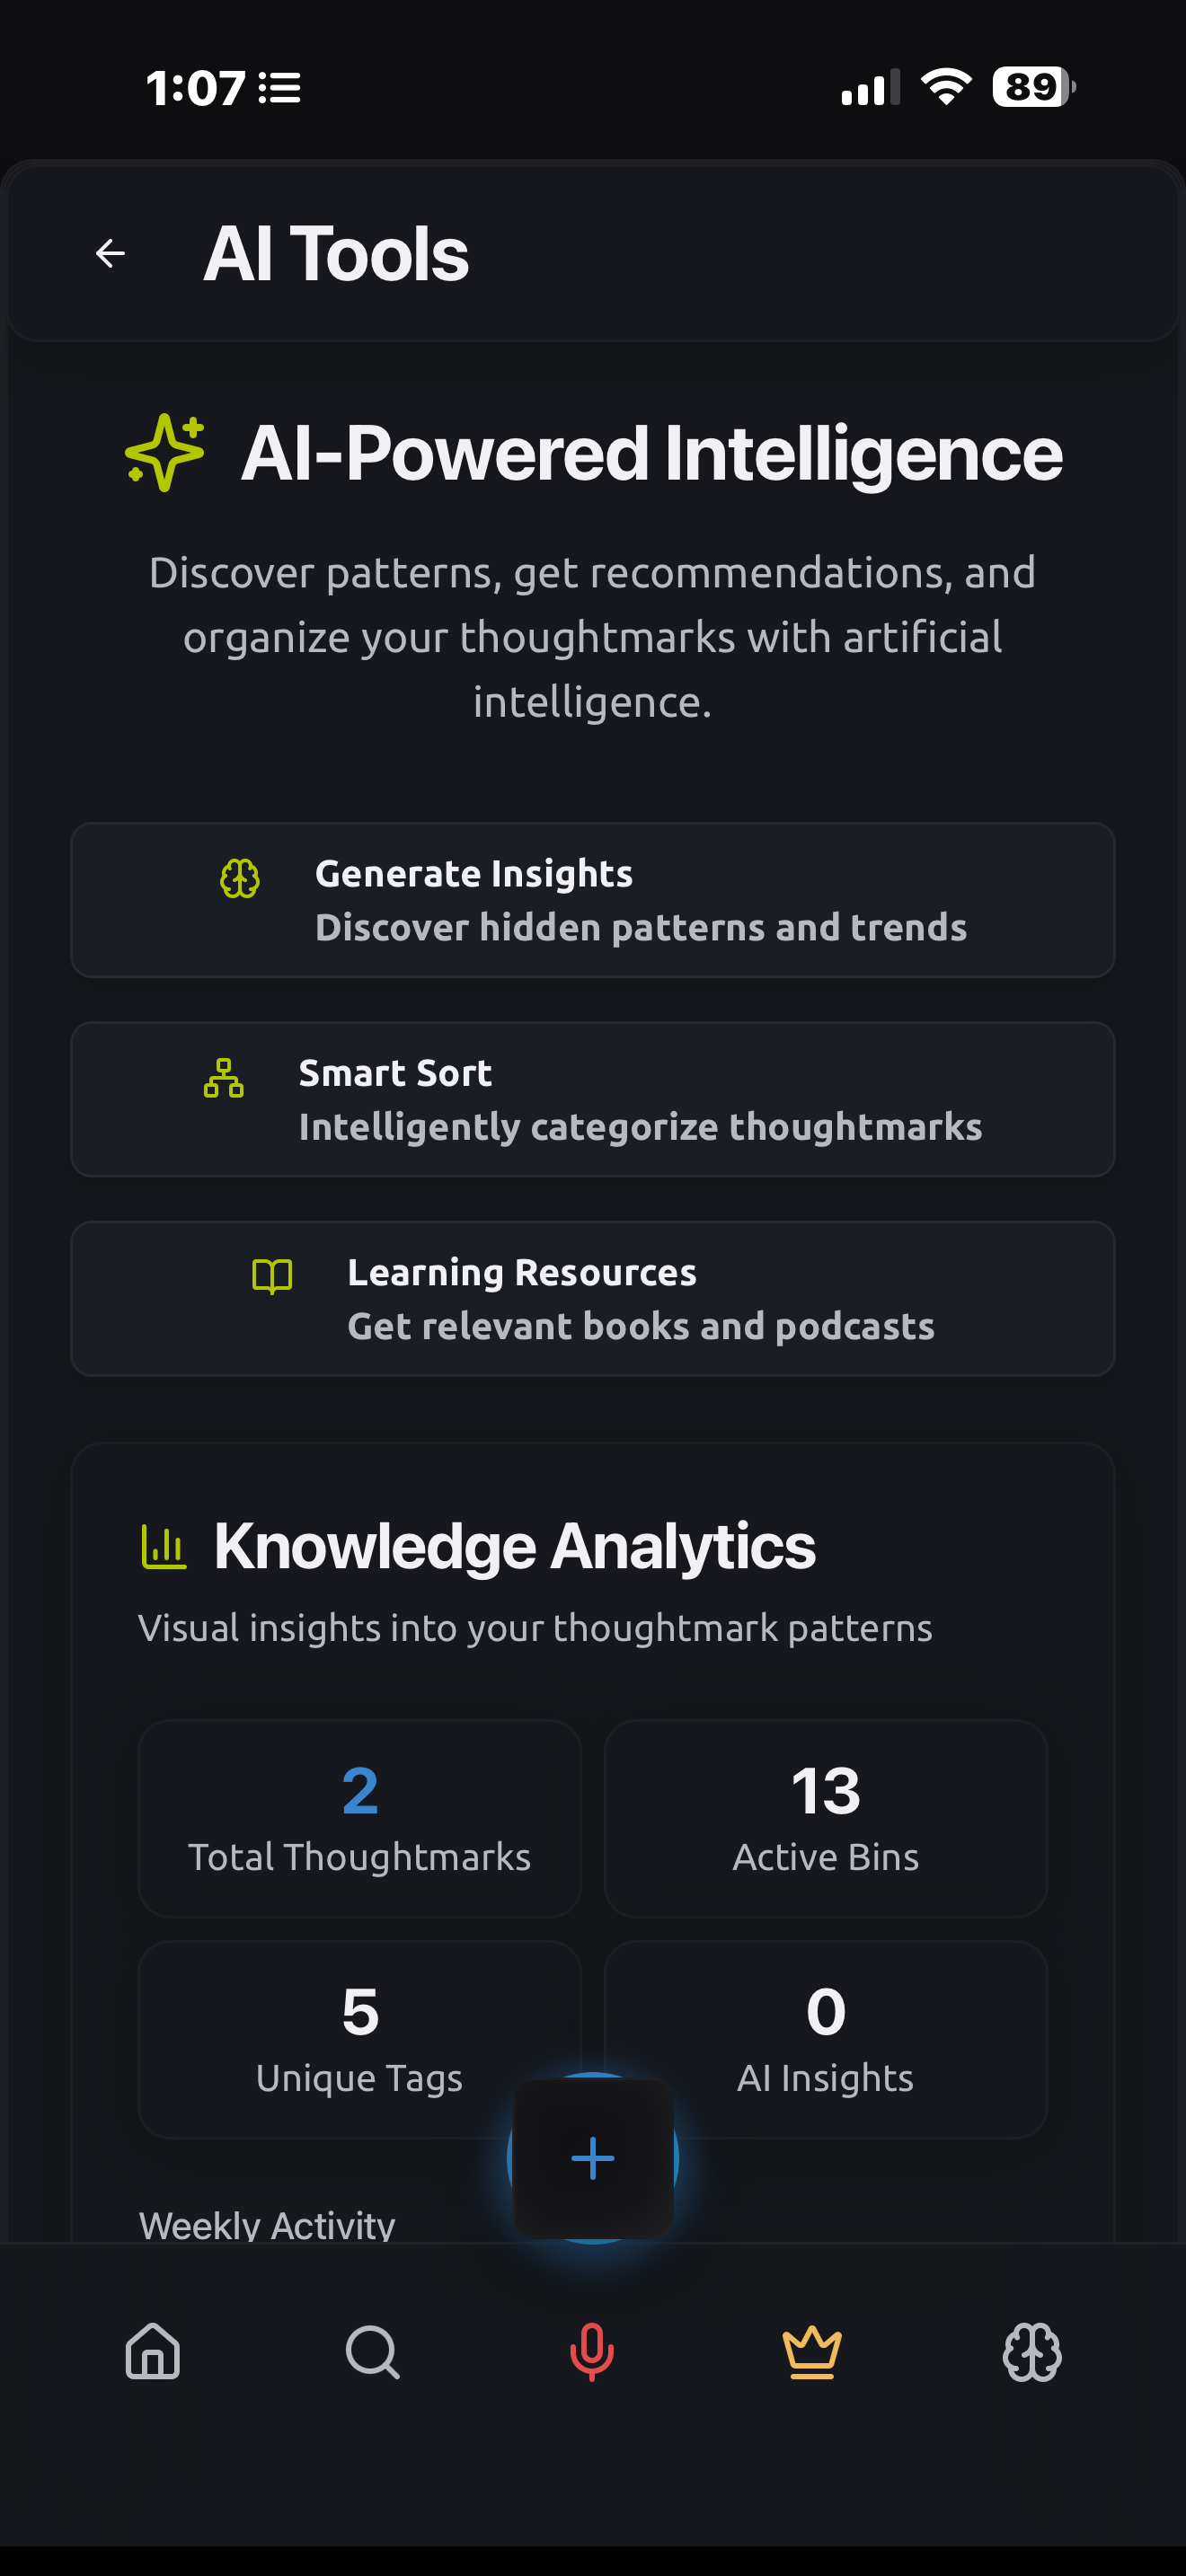 1:07
89
AI Tools
AI-Powered Intelligence
Discover patterns, get recommendations, and
organize your thoughtmarks with artificial
intelligence.
Generate Insights
Discover hidden patterns and trends
Smart Sort
Intelligently categorize thoughtmarks
Learning Resources
Get relevant books and podcasts
Knowledge Analytics
Visual insights into your thoughtmark patterns
2
Total Thoughtmarks
13
Active Bins
5
Unique Tags
0
AI Insights
Weekly Activity